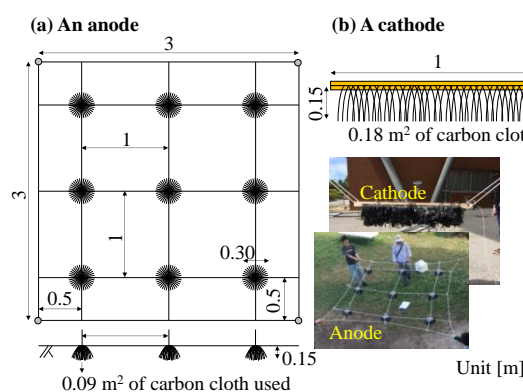 (a) An anode
3
3
1
1
0.30
0.5
0.5
0.15
0.09 m² of carbon cloth used
(b) A cathode
1
0.15
0.18 m² of carbon clot
Cathode
Anode
Unit [m]